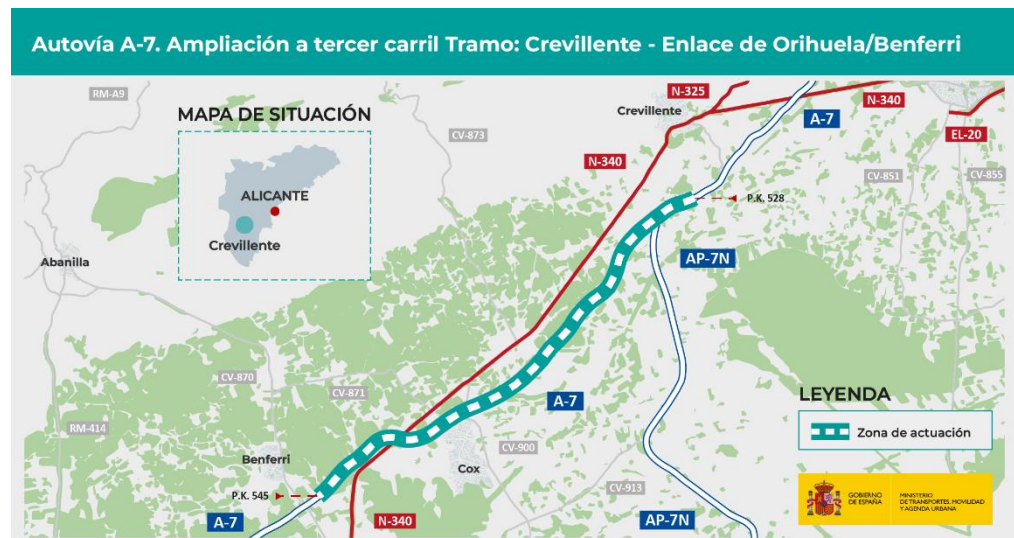 Autovía A-7. Ampliación a tercer carril Tramo: Crevillente - Enlace de Orihuela/Benferri
RM-A9
MAPA DE SITUACIÓN
ALICANTE
Crevillente
CV-873
N-325
Crevillente
N-340
A-7
N-340
EL-20
CV-851
CV-855
P.K. 528
AP-7N
Abanilla
CV-870
CV-871
A-7
RM-414
Benferri
Cox
CV-900
CV-913
P.K. 545
A-7
N-340
AP-7N
LEYENDA
Zona de actuación
GOBIERNO
DE ESPAÑA
MINISTERIO
DE TRANSPORTES, MOVILIDAD
Y AGENDA URBANA